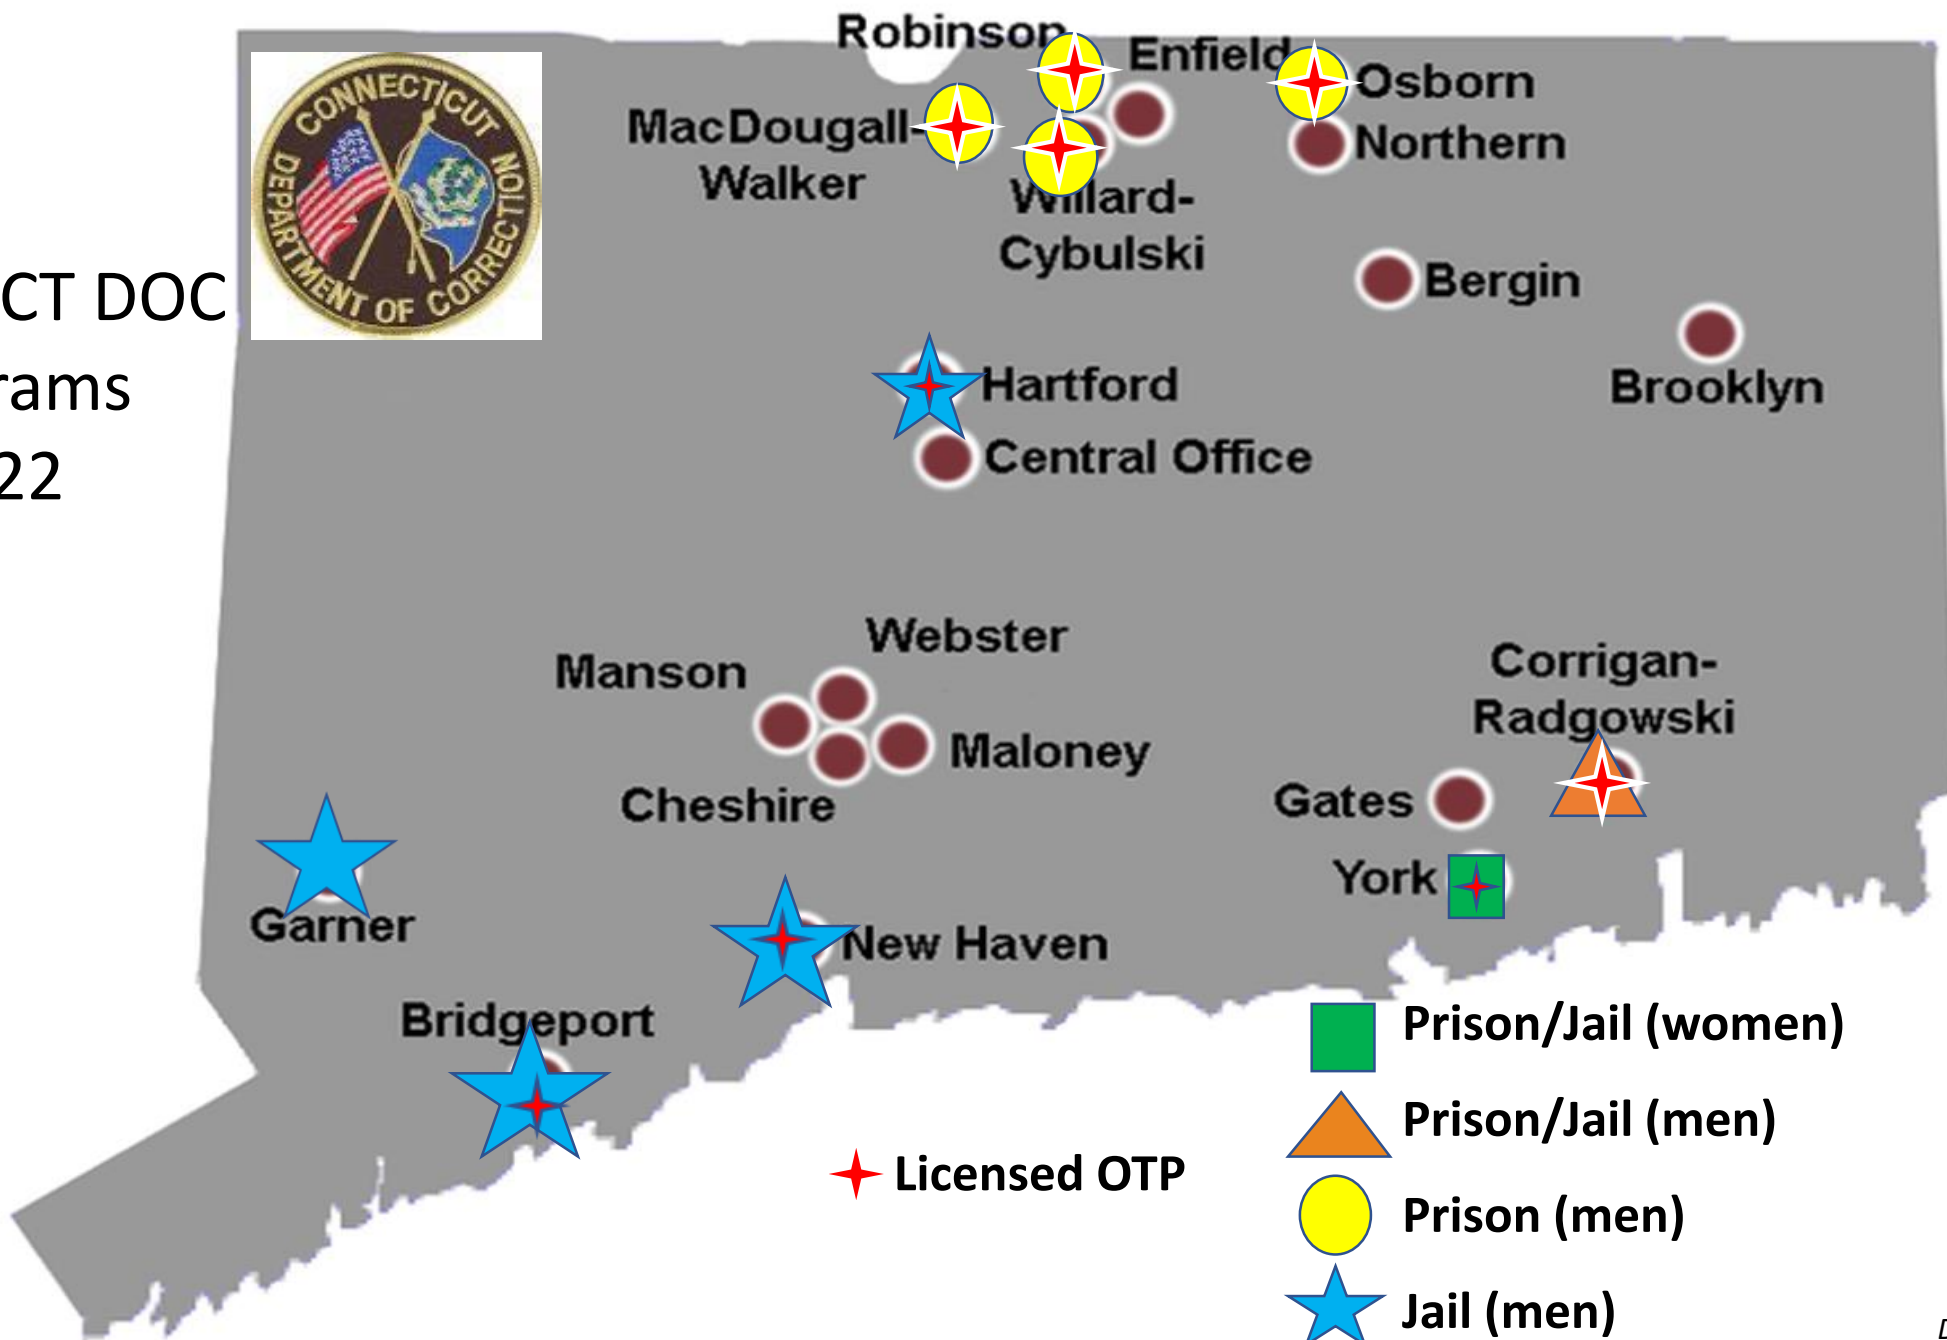 CT DOC
rams
22
CONNECTICUT
DEPARTMENT OF CORRECTION
Robinson
Enfield
Osborn
MacDougall-
Walker
Northern
Willard-
Cybulski
Bergin
Brooklyn
Hartford
Central Office
Webster
Manson
Maloney
Cheshire
Corrigan-
Radgowski
Gates
York
Garner
New Haven
Bridgeport
Licensed OTP
Prison/Jail (women)
Prison/Jail (men)
Prison (men)
Jail (men)